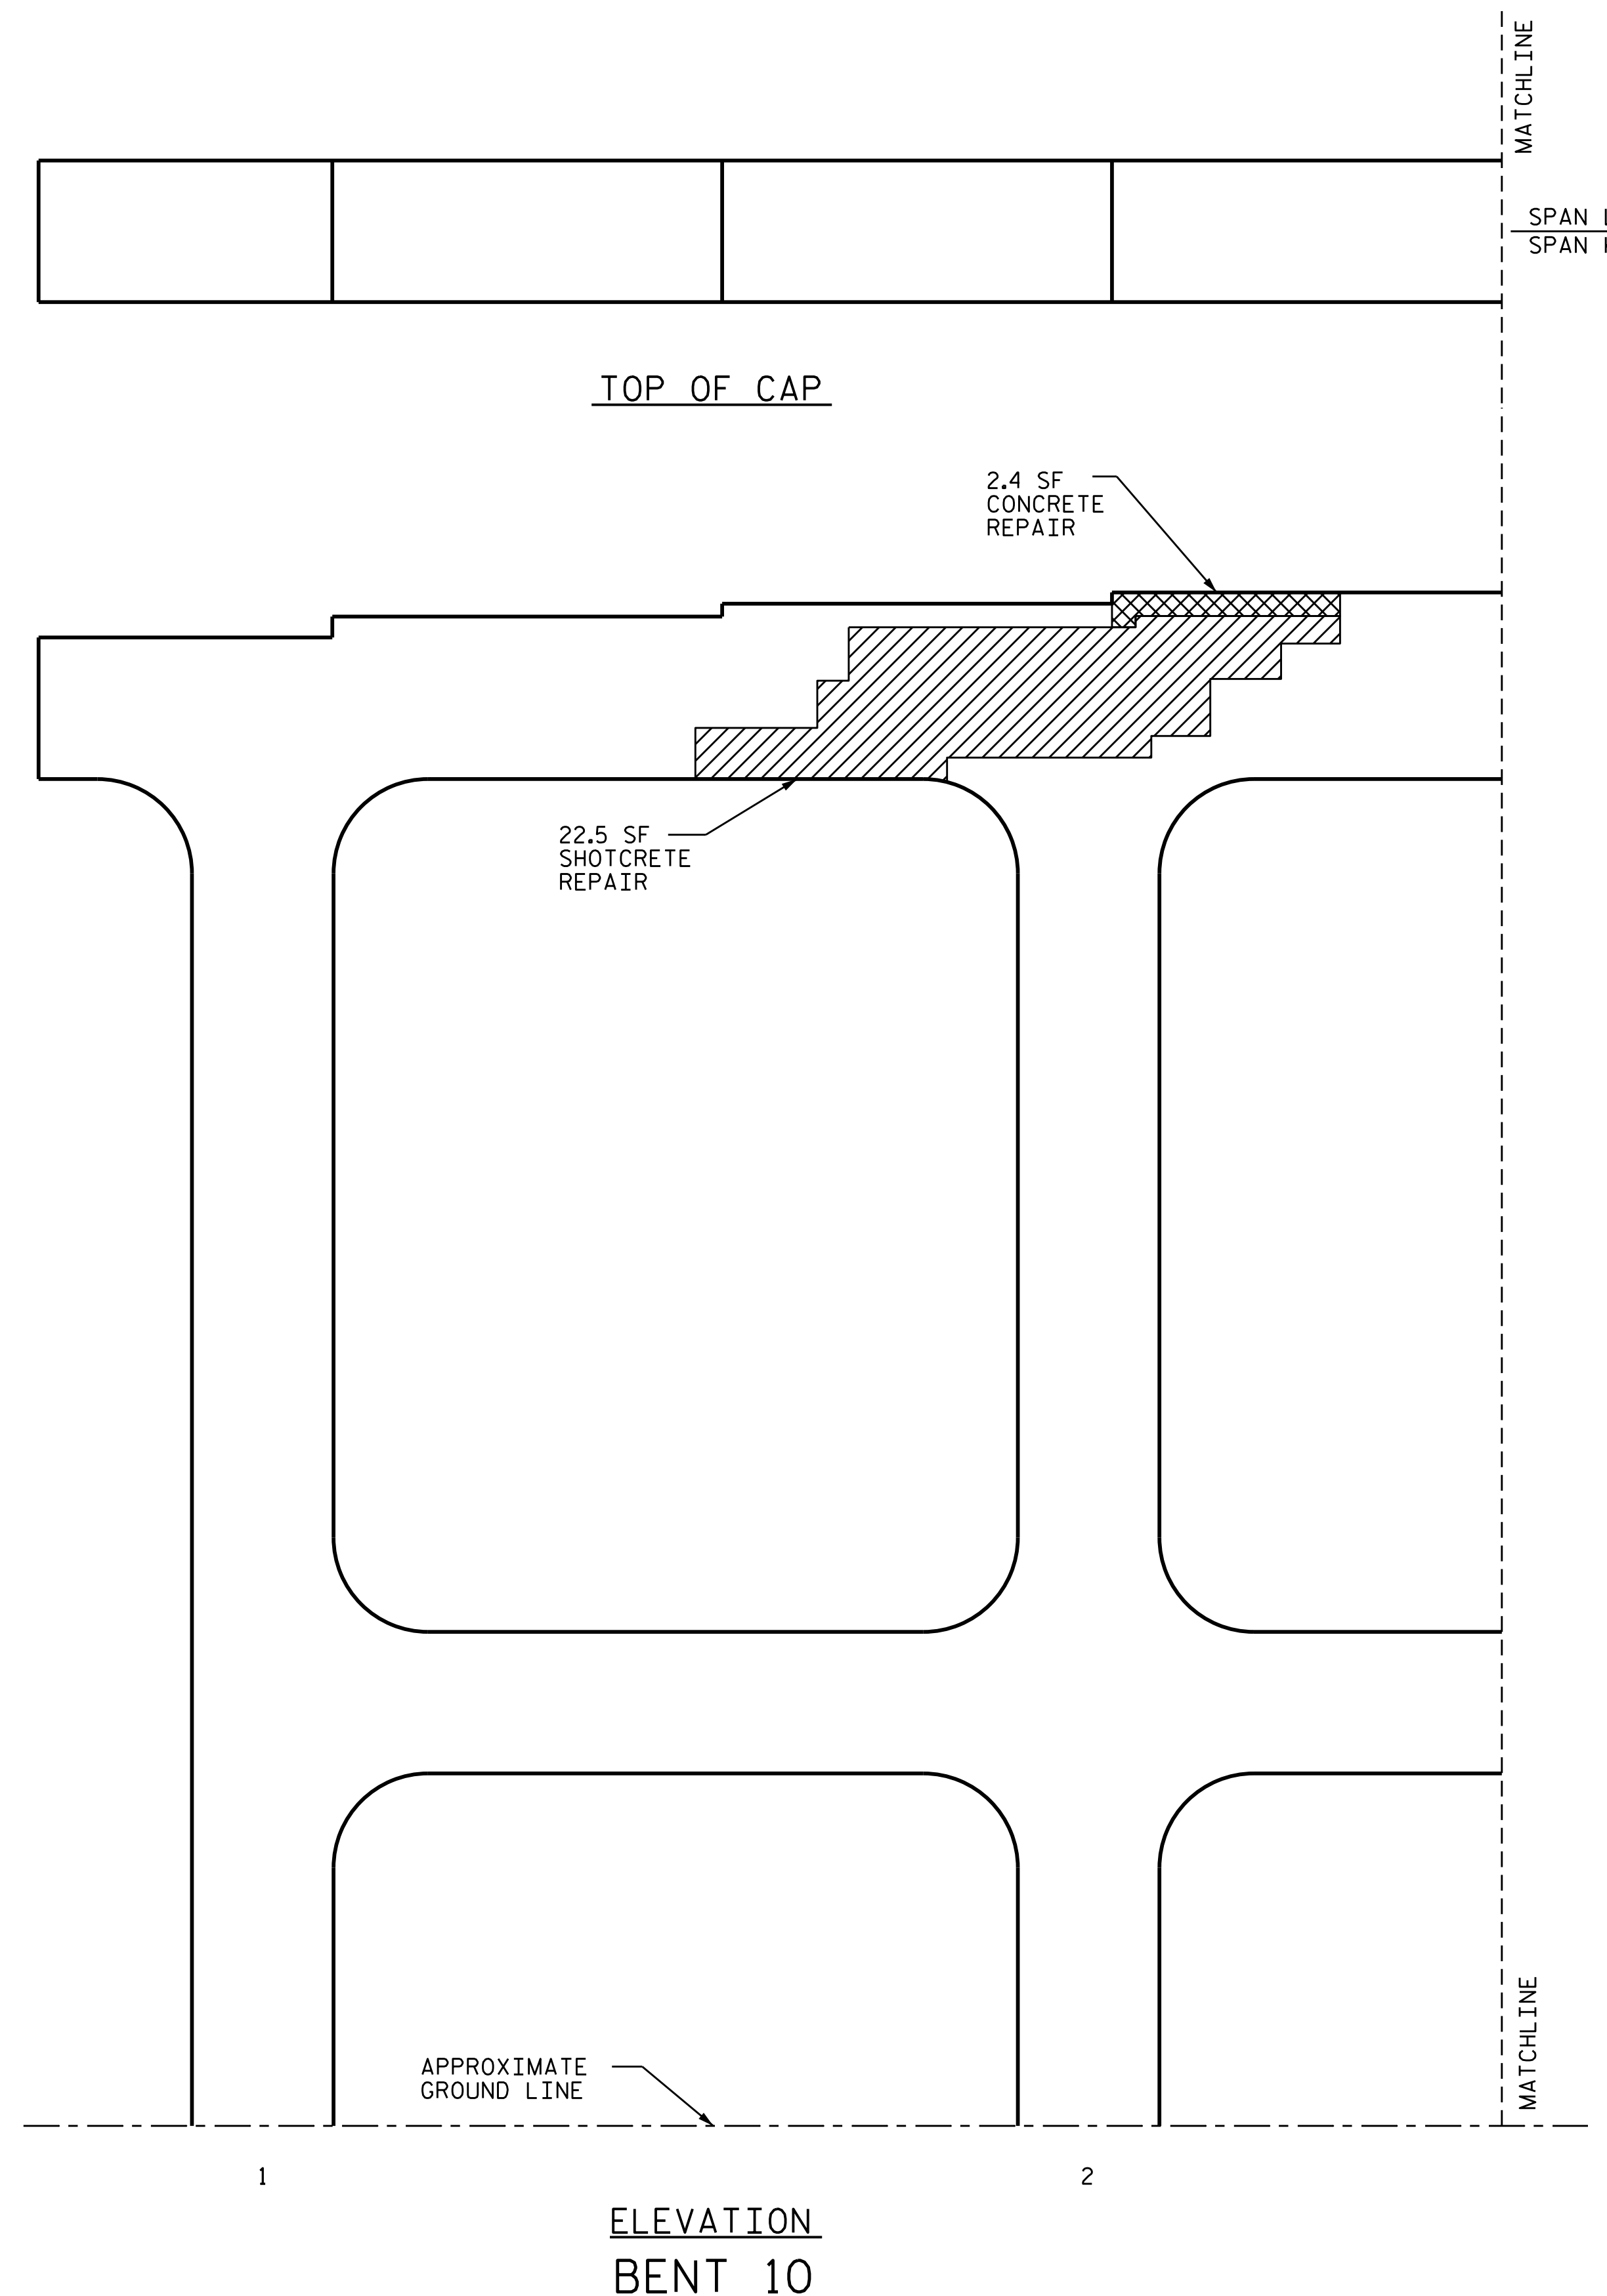 MATCHLINE
SPAN
SPAN
TOP OF CAP
2.4 SF
CONCRETE
REPAIR
22.5 SF
SHOTCRETE
REPAIR
APPROXIMATE
GROUND LINE
MATCHLINE
1
2
ELEVATION
BENT 10